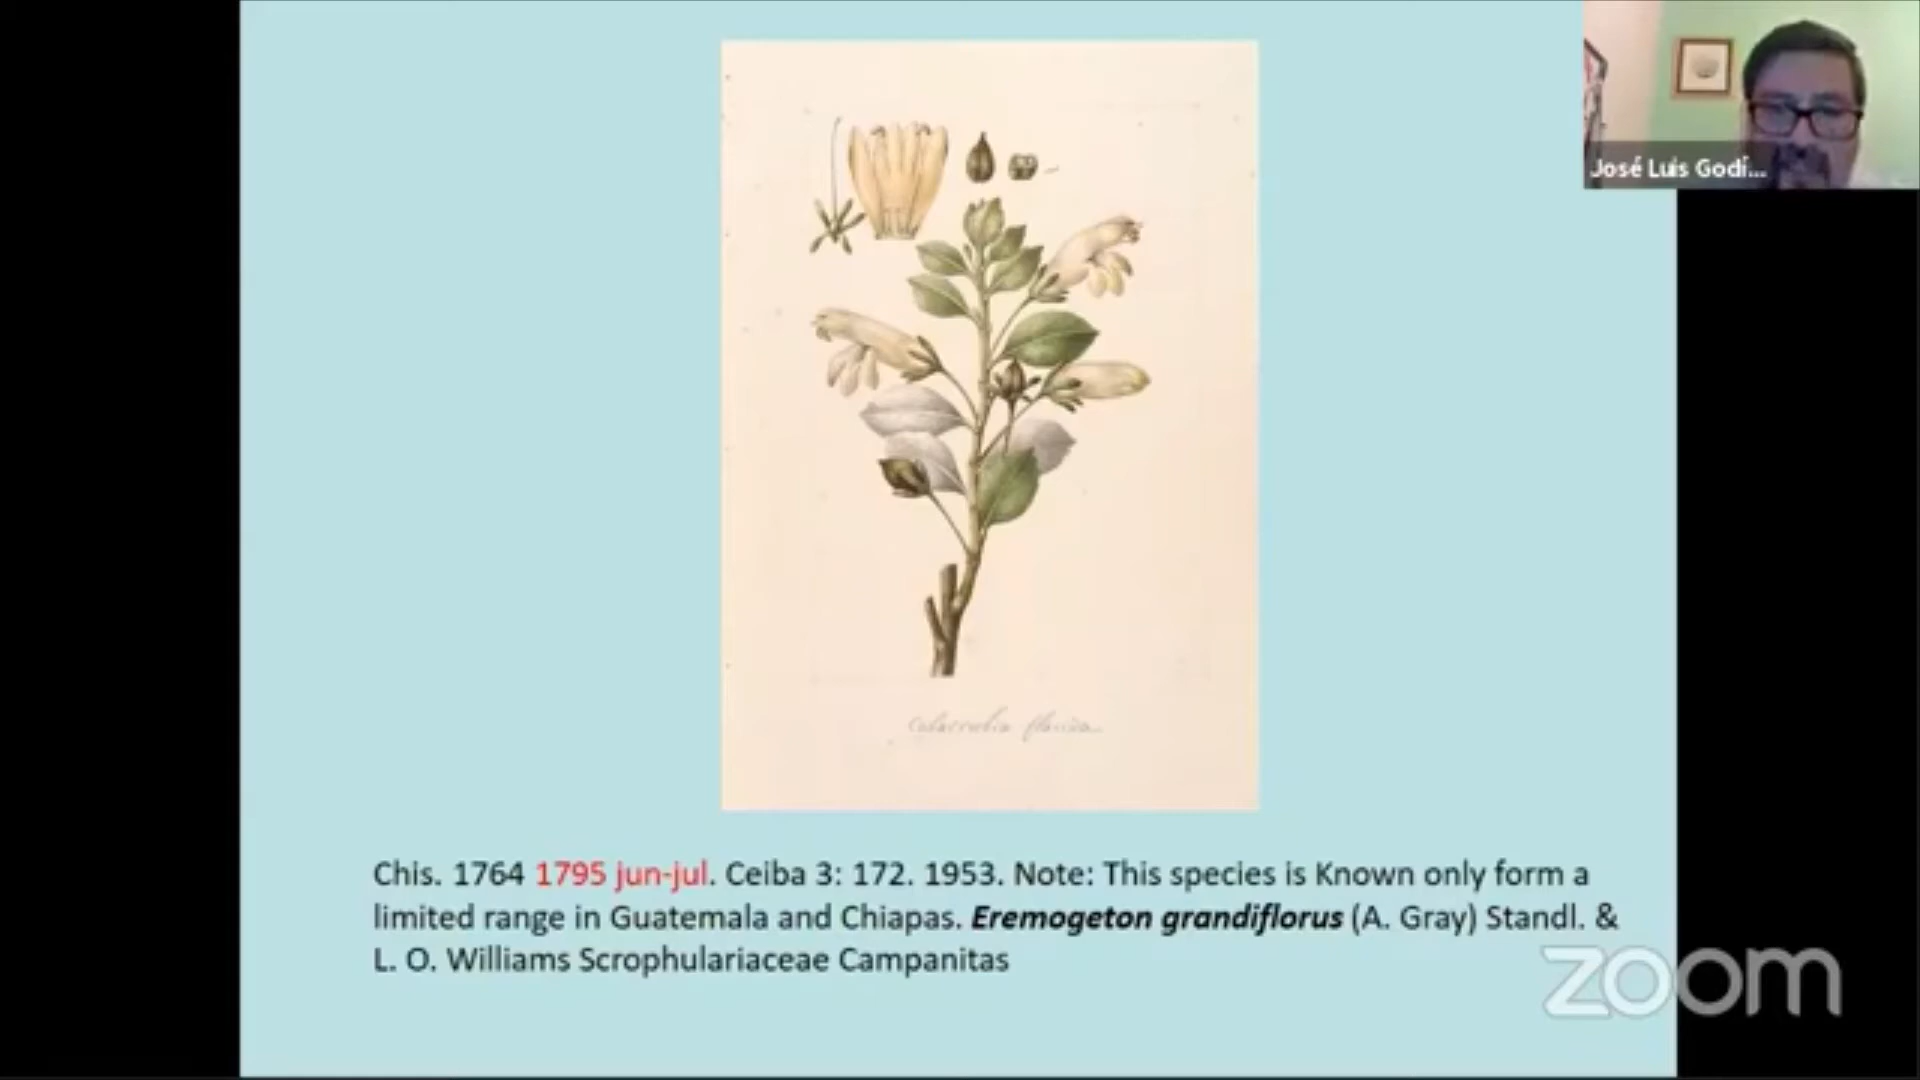 José Luis Godí...
Chis. 1764 1795 jun-jul. Ceiba 3: 172. 1953. Note: This species is Known only form a
limited range in Guatemala and Chiapas. Eremogeton grandiflorus (A. Gray) Standl. &
L. O. Williams Scrophulariaceae Campanitas
zoom